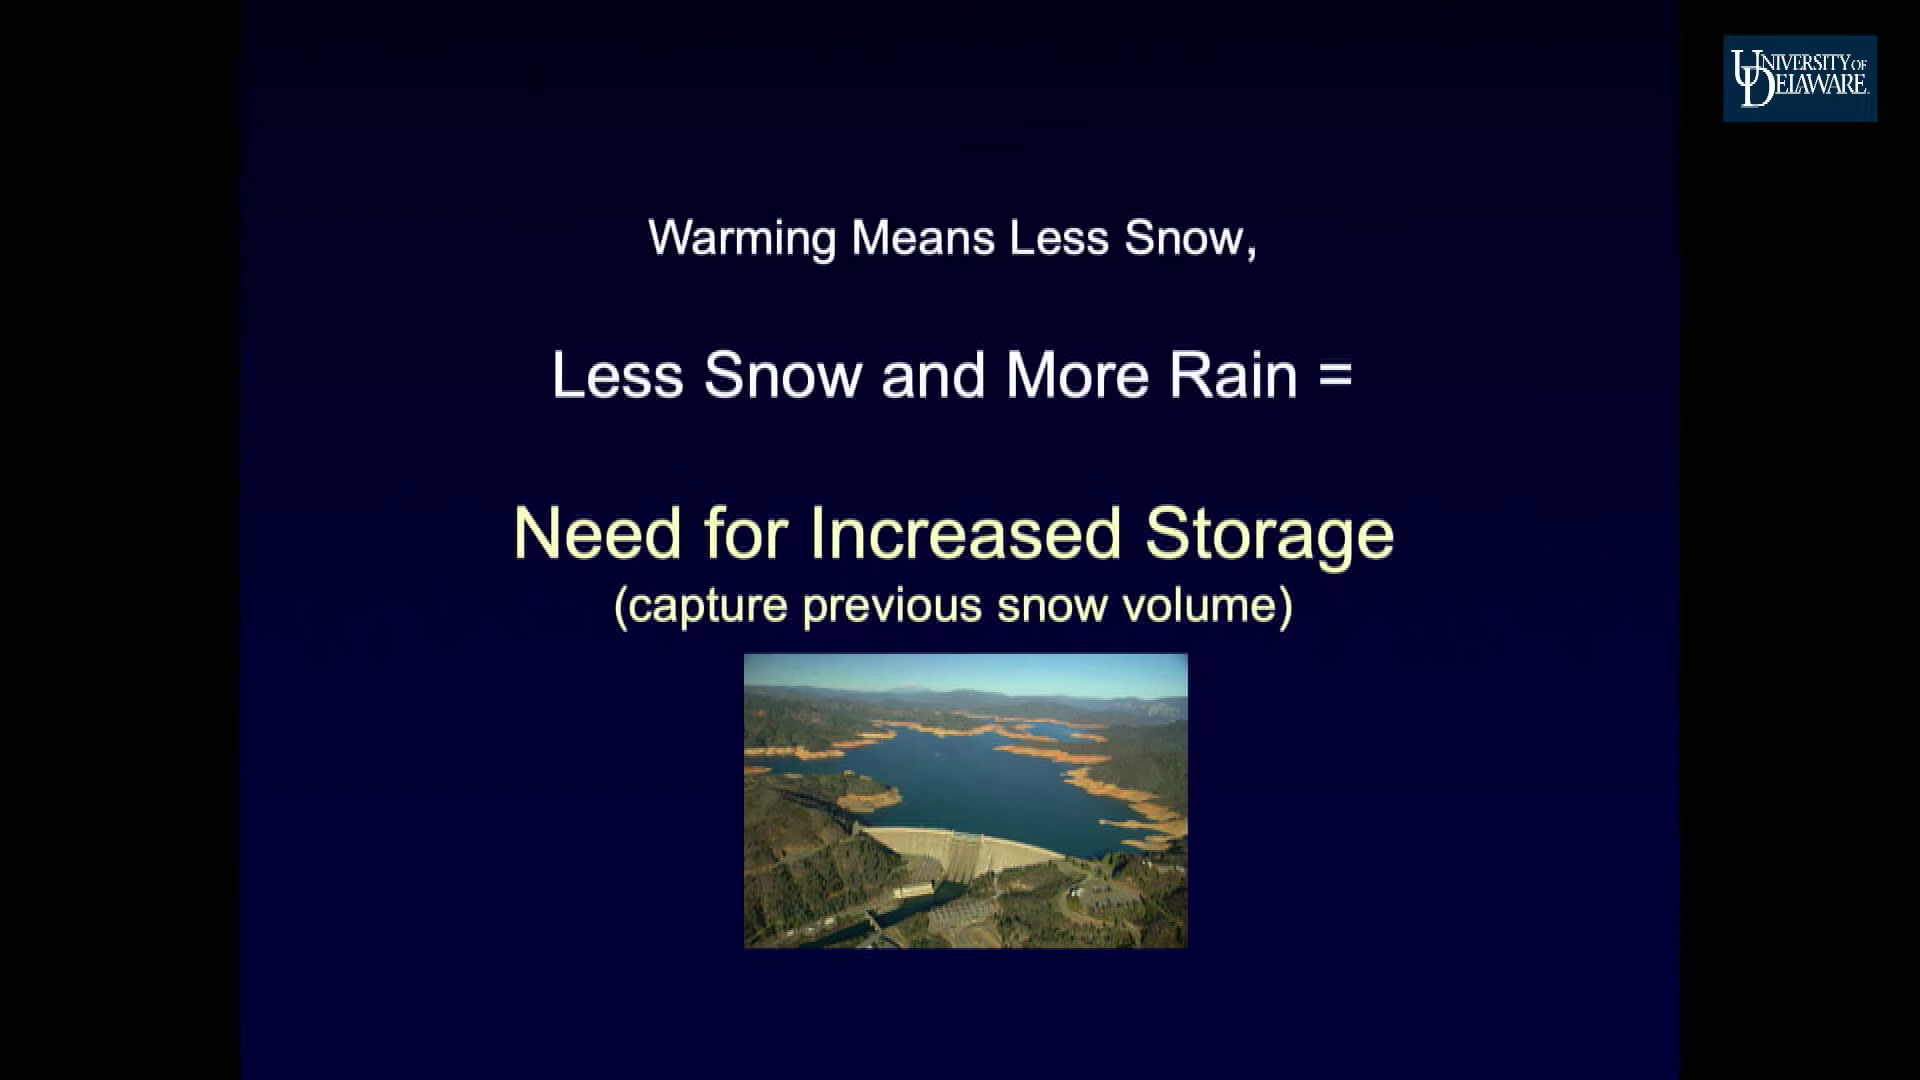 UNIVERSITY OF
DELAWARE
Warming Means Less Snow,
Less Snow and More Rain =
Need for Increased Storage
(capture previous snow volume)